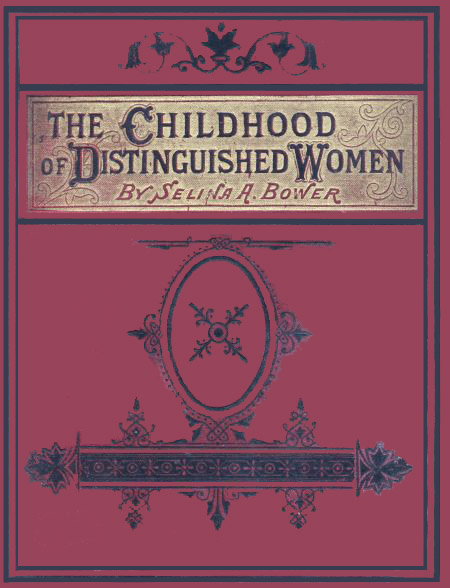 THE CHILDHOOD
OF DISTINGUISHED WOMEN
BY SELINA A. BOWER